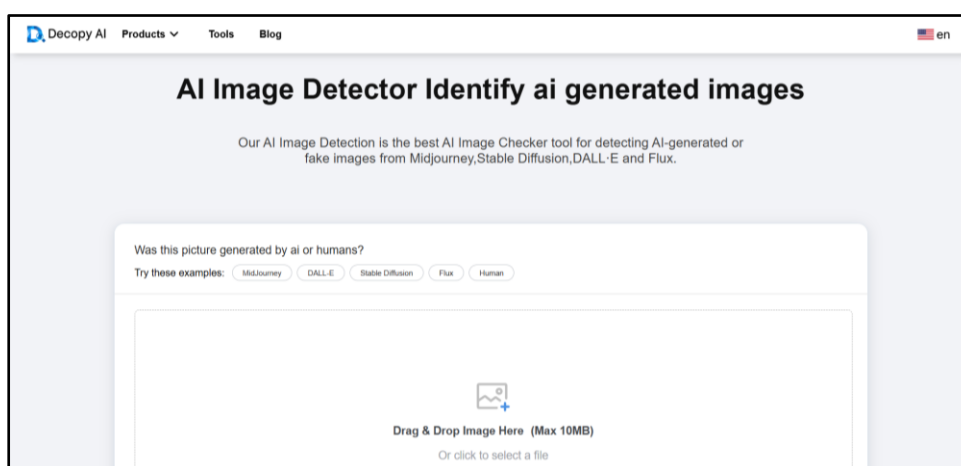 Decopy AI Products Tools Blog en
AI Image Detector Identify ai generated images
Our AI Image Detection is the best AI Image Checker tool for detecting AI-generated or
fake images from Midjourney,Stable Diffusion,DALL·E and Flux.
Was this picture generated by ai or humans?
Try these examples: MidJourney DALL-E Stable Diffusion Flux Human
Drag & Drop Image Here (Max 10MB)
Or click to select a file